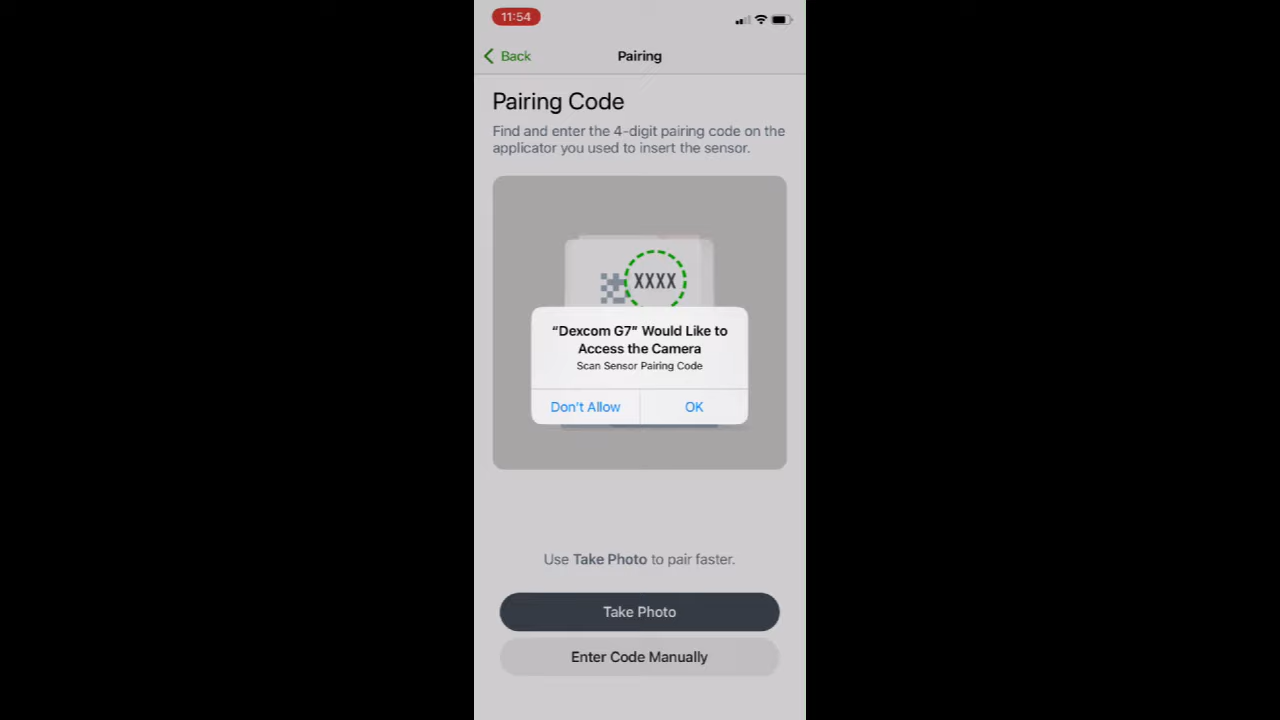 11:54
Back
Pairing
Pairing Code
Find and enter the 4-digit pairing code on the
applicator you used to insert the sensor.
XXXX
“Dexcom G7” Would Like to
Access the Camera
Scan Sensor Pairing Code
Don't Allow
OK
Use Take Photo to pair faster.
Take Photo
Enter Code Manually